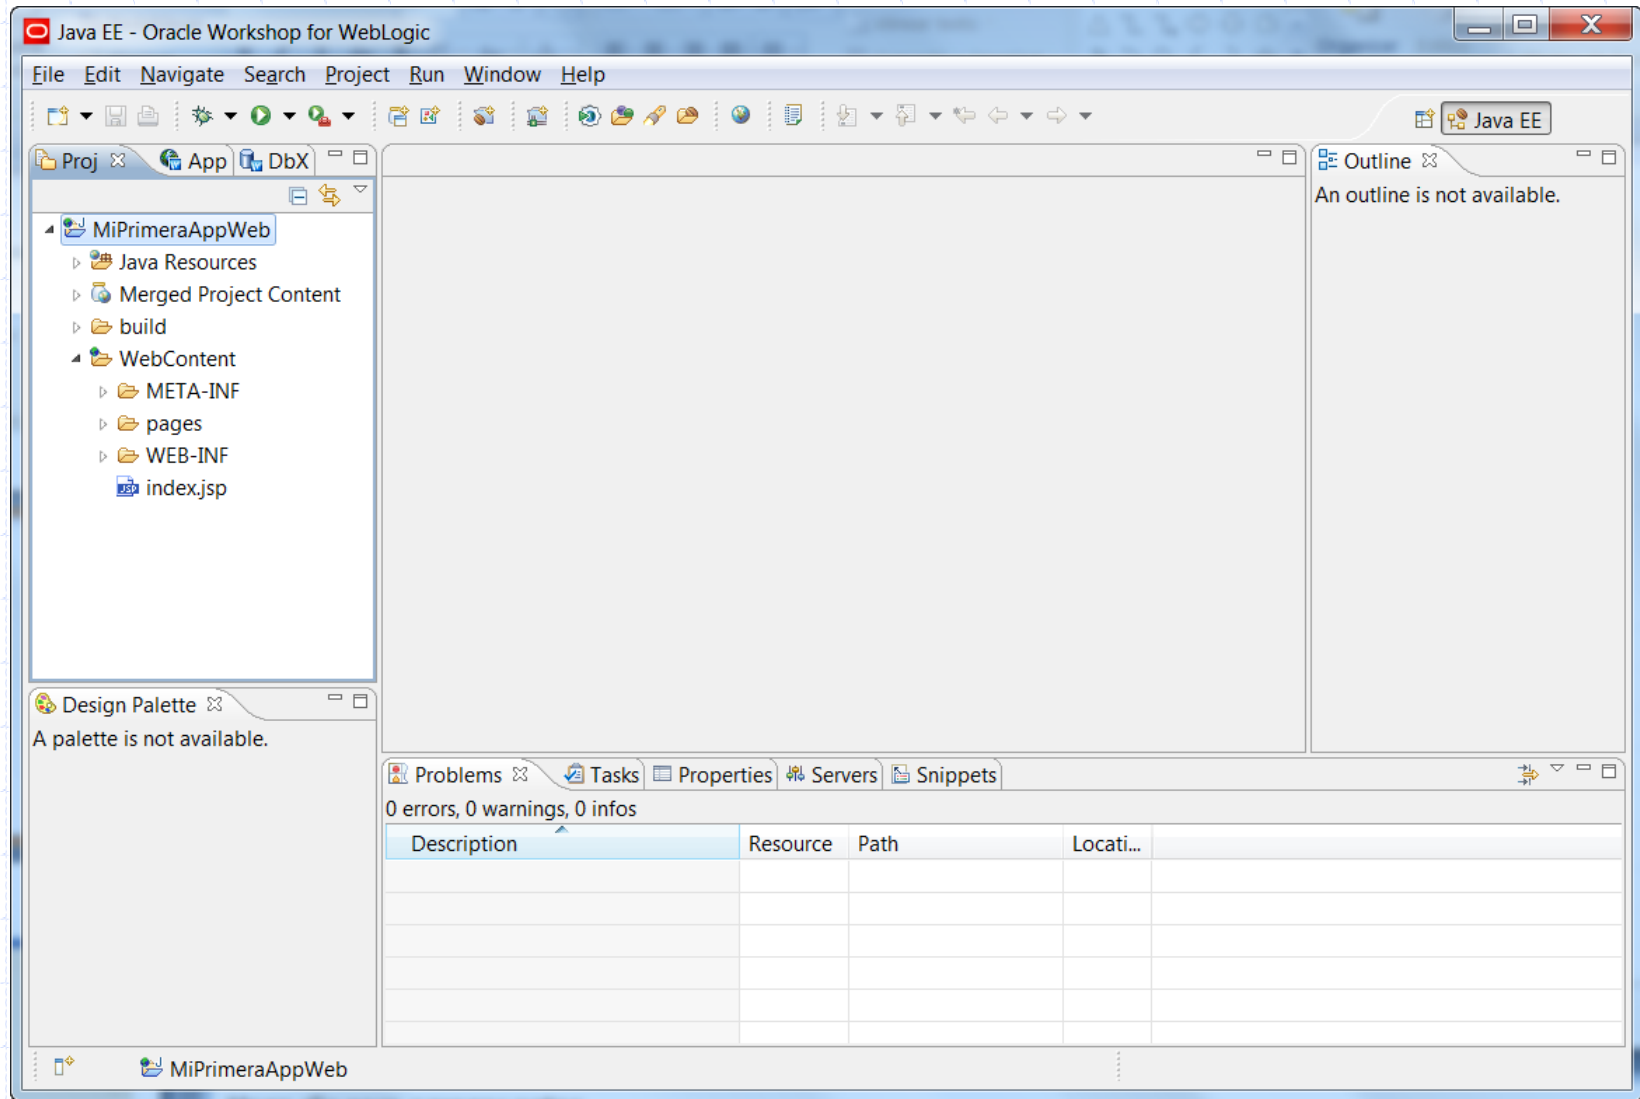 Java EE - Oracle Workshop for WebLogic
File Edit Navigate Search Project Run Window Help
Java EE
Proj App DbX
MiPrimeraAppWeb
Java Resources
Merged Project Content
build
WebContent
META-INF
pages
WEB-INF
JSP index.jsp
Outline
An outline is not available.
Design Palette
A palette is not available.
Problems Tasks Properties Servers Snippets
0 errors, 0 warnings, 0 infos
Description Resource Path Locati...
MiPrimeraAppWeb